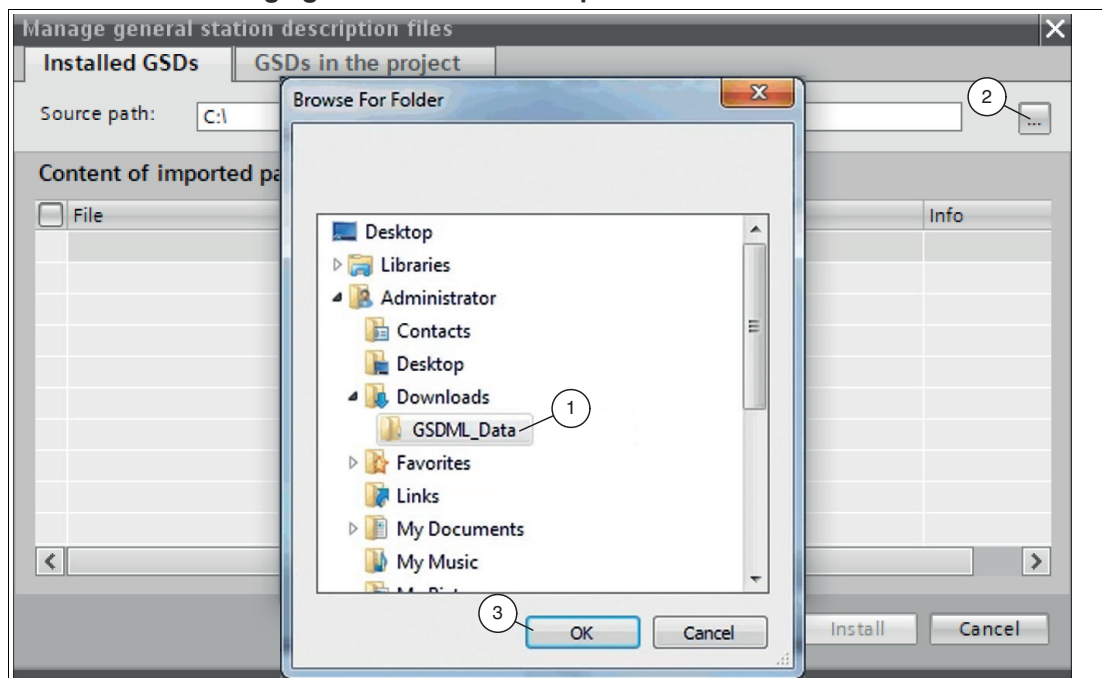 Manage general station description files
Installed GSDs GSDs in the project
Browse For Folder
2
Source path: C:\ ...
Content of imported pa
File Info
Desktop
Libraries
Administrator
Contacts
Desktop
Downloads
1
GSDML_Data
Favorites
Links
My Documents
My Music
3
OK Cancel Install Cancel